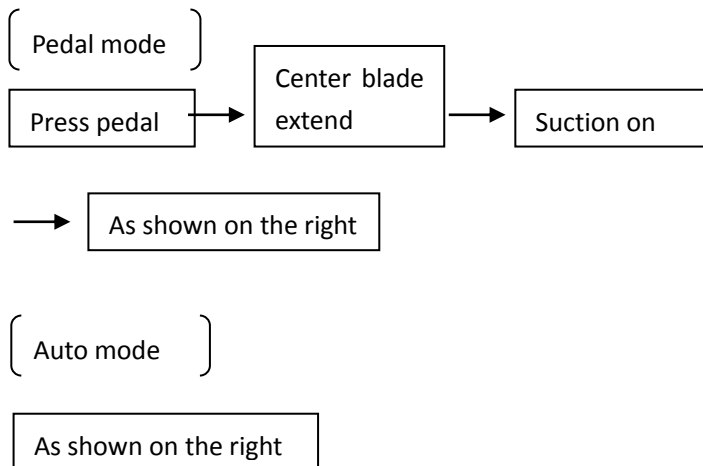 Pedal mode
Press pedal
Center blade
extend
Suction on
As shown on the right
Auto mode
As shown on the right